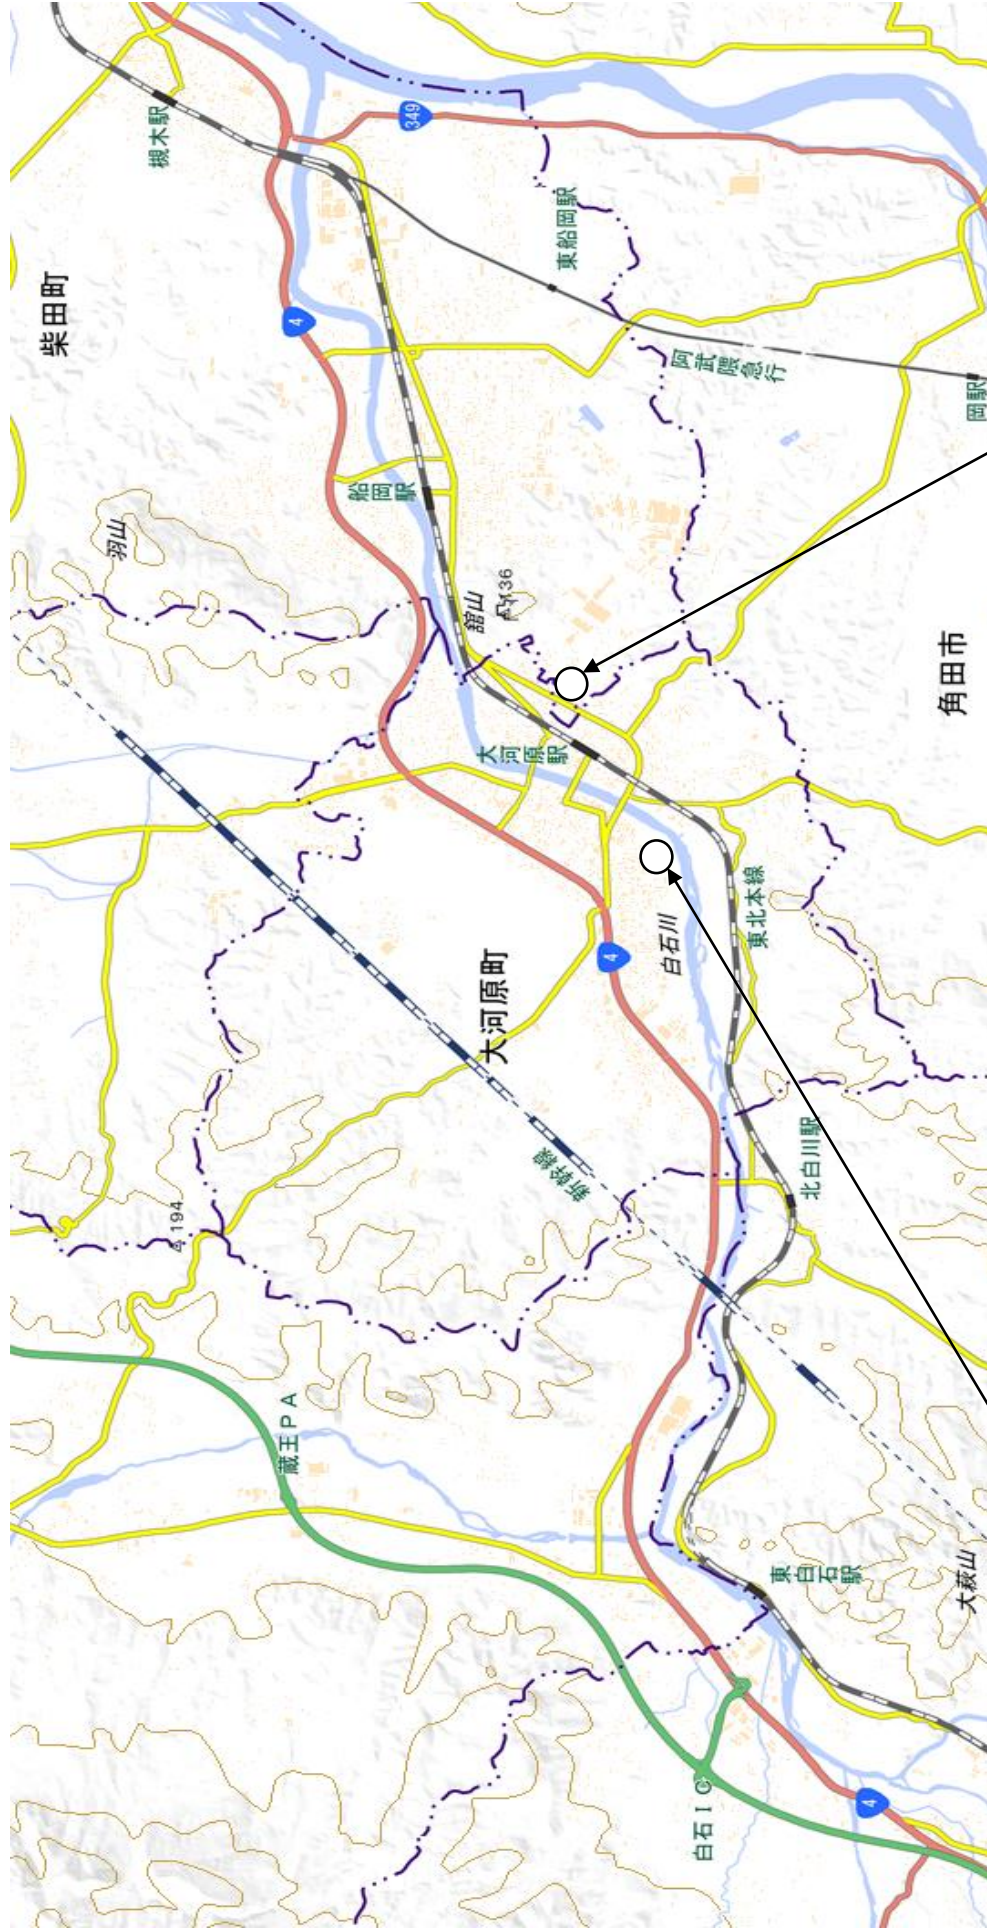 槻木駅
柴田町
349
4
東船岡駅
阿武隈急行
岡駅
船岡駅
羽山
舘山
136
角田市
大河原駅
東北本線
白石川
4
大河原町
新幹線
北白川駅
194
蔵王PA
東白石駅
大萩山
白石IC
4